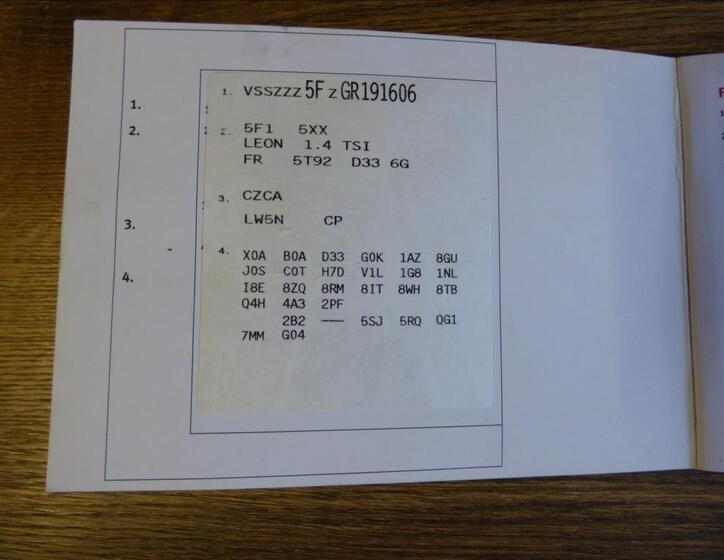 1.
2.
3.
4.
1. VSSZZZ 5F Z GR191606
2. 5F1 5XX
LEON 1.4 TSI
FR 5T92 D33 6G
3. CZCA
LW5N CP
4. X0A B0A D33 G0K 1AZ 8GU
J0S C0T H7D V1L 1G8 1NL
I8E 8ZQ 8RM 8IT 8WH 8TB
Q4H 4A3 2PF
2B2 --- 5SJ 5RQ QG1
7MM G04